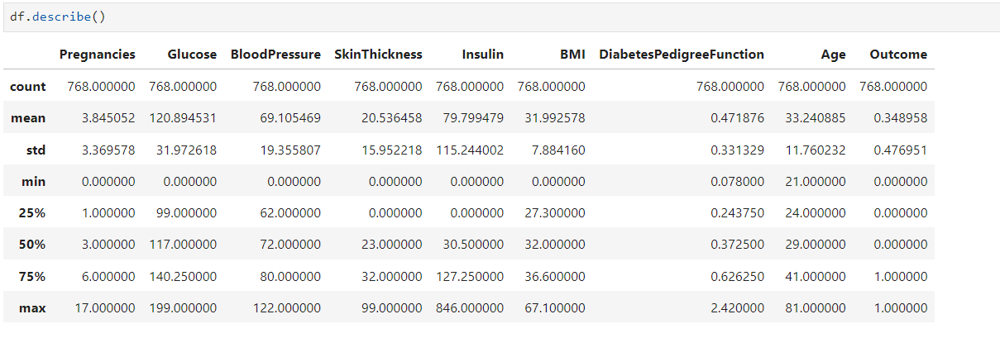 df.describe()
Pregnancies Glucose BloodPressure SkinThickness Insulin BMI DiabetesPedigreeFunction Age Outcome
count 768.000000 768.000000 768.000000 768.000000 768.000000 768.000000 768.000000 768.000000 768.000000
mean 3.845052 120.894531 69.105469 20.536458 79.799479 31.992578 0.471876 33.240885 0.348958
std 3.369578 31.972618 19.355807 15.952218 115.244002 7.884160 0.331329 11.760232 0.476951
min 0.000000 0.000000 0.000000 0.000000 0.000000 0.000000 0.078000 21.000000 0.000000
25% 1.000000 99.000000 62.000000 0.000000 0.000000 27.300000 0.243750 24.000000 0.000000
50% 3.000000 117.000000 72.000000 23.000000 30.500000 32.000000 0.372500 29.000000 0.000000
75% 6.000000 140.250000 80.000000 32.000000 127.250000 36.600000 0.626250 41.000000 1.000000
max 17.000000 199.000000 122.000000 99.000000 846.000000 67.100000 2.420000 81.000000 1.000000